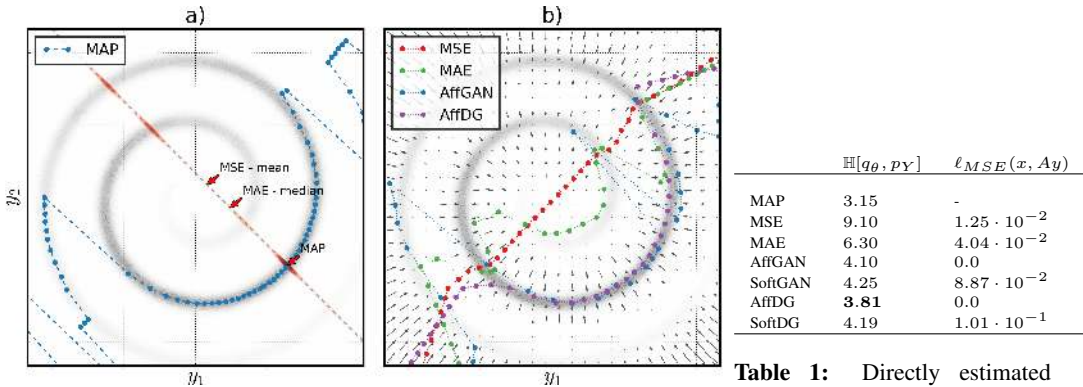 a)
MAP
MSE - mean
MAE - median
MAP
y2
y1
b)
MSE
MAE
AffGAN
AffDG
y1
ℍ[qθ, pY] ℓMSE(x, Ay)
MAP 3.15 -
MSE 9.10 1.25 · 10⁻²
MAE 6.30 4.04 · 10⁻²
AffGAN 4.10 0.0
SoftGAN 4.25 8.87 · 10⁻²
AffDG 3.81 0.0
SoftDG 4.19 1.01 · 10⁻¹
Table 1: Directly estimated